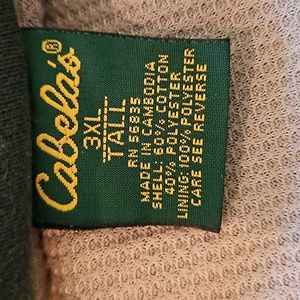 Cabela's®
3XL
TALL
RN 56835
MADE IN CAMBODIA
SHELL: 60% COTTON
40% POLYESTER
LINING: 100% POLYESTER
CARE SEE REVERSE